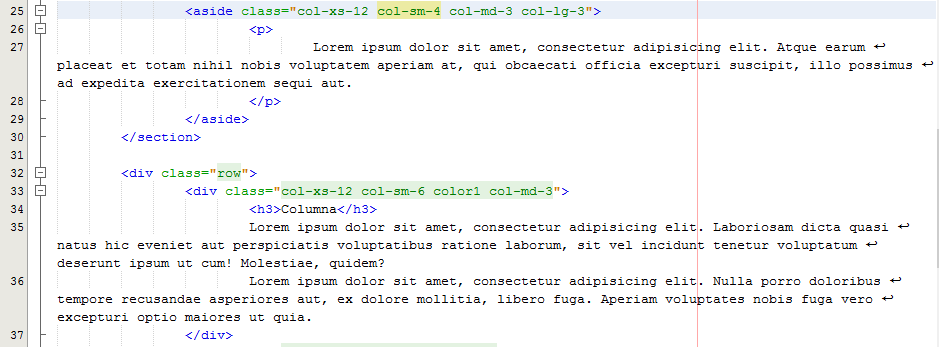 25 <aside class="col-xs-12 col-sm-4 col-md-3 col-lg-3">
26 <p>
27 Lorem ipsum dolor sit amet, consectetur adipisicing elit. Atque earum ↵
placeat et totam nihil nobis voluptatem aperiam at, qui obcaecati officia excepturi suscipit, illo possimus ↵
ad expedita exercitationem sequi aut.
28 </p>
29 </aside>
30 </section>
31
32 <div class="row">
33 <div class="col-xs-12 col-sm-6 color1 col-md-3">
34 <h3>Columna</h3>
35 Lorem ipsum dolor sit amet, consectetur adipisicing elit. Laboriosam dicta quasi ↵
natus hic eveniet aut perspiciatis voluptatibus ratione laborum, sit vel incidunt tenetur voluptatum ↵
deserunt ipsum ut cum! Molestiae, quidem?
36 Lorem ipsum dolor sit amet, consectetur adipisicing elit. Nulla porro doloribus ↵
tempore recusandae asperiores aut, ex dolore mollitia, libero fuga. Aperiam voluptates nobis fuga vero ↵
excepturi optio maiores ut quia.
37 </div>